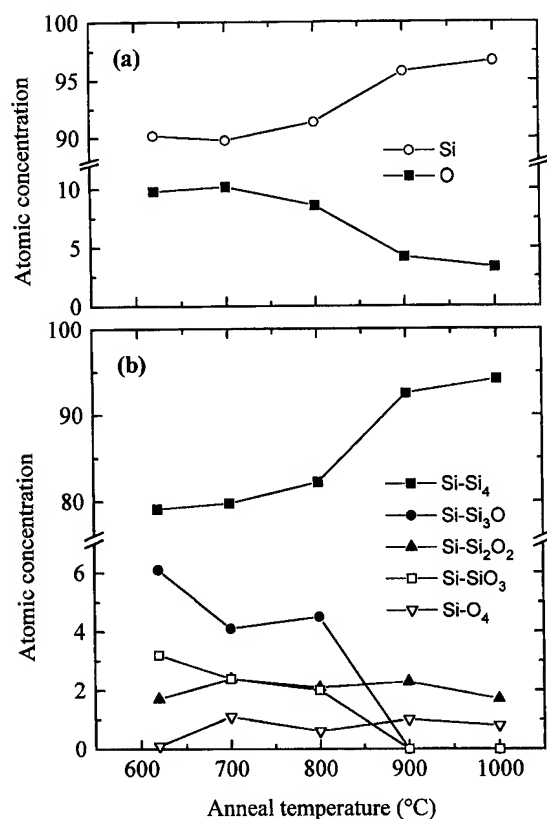 100
(a)
95
90
Si
O
10
5
0
Atomic concentration
100
(b)
90
80
Si-Si₄
Si-Si₃O
Si-Si₂O₂
Si-SiO₃
Si-O₄
6
4
2
0
Atomic concentration
600 700 800 900 1000
Anneal temperature (°C)